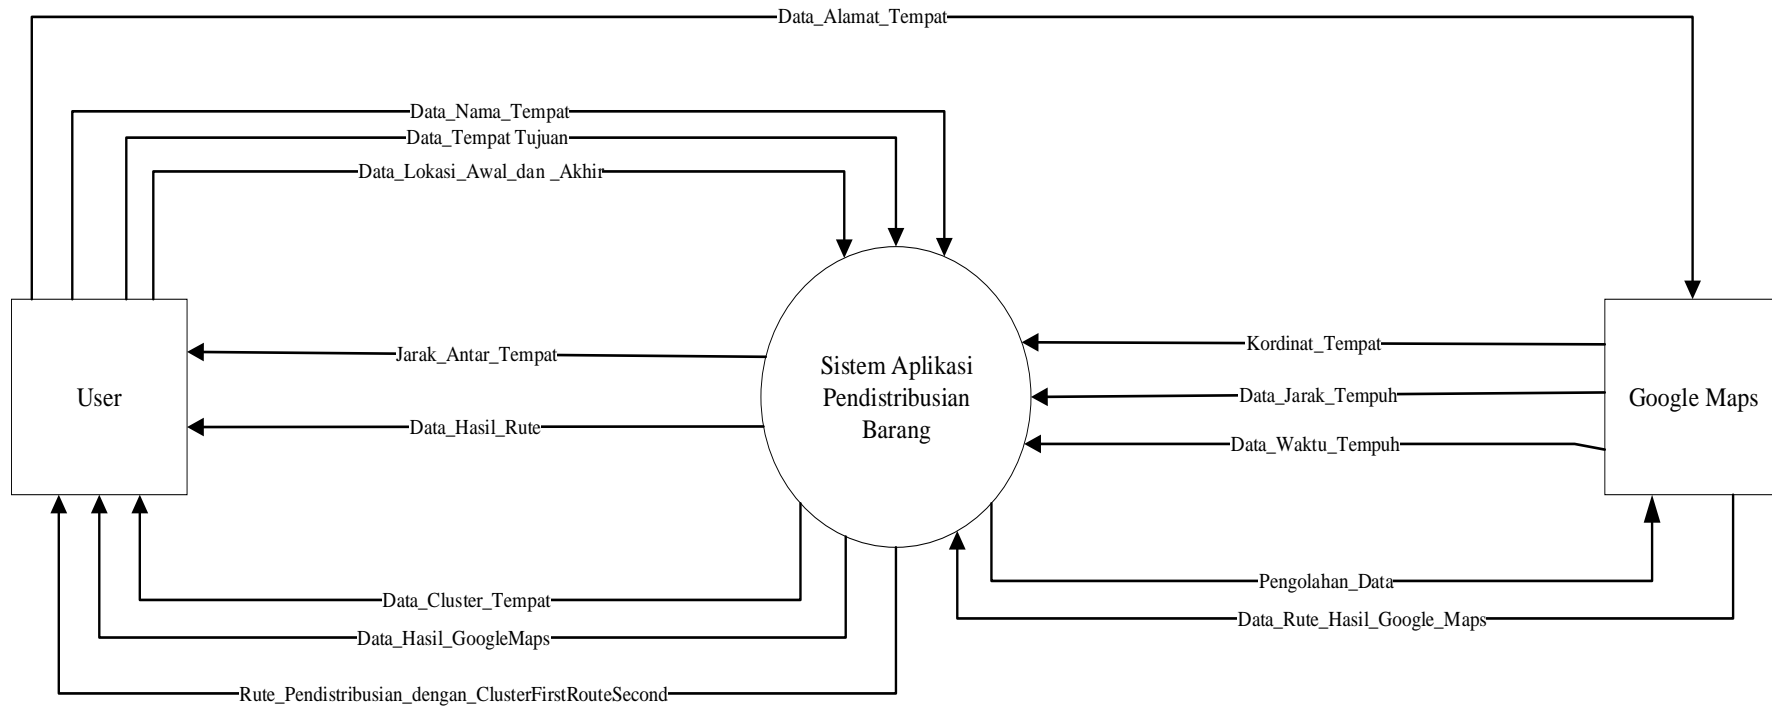 Data_Alamat_Tempat
Data_Nama_Tempat
Data_Tempat Tujuan
Data_Lokasi_Awal_dan _Akhir
Jarak_Antar_Tempat
Kordinat_Tempat
User
Sistem Aplikasi
Pendistribusian
Barang
Data_Jarak_Tempuh
Google Maps
Data_Hasil_Rute
Data_Waktu_Tempuh
Pengolahan_Data
Data_Cluster_Tempat
Data_Rute_Hasil_Google_Maps
Data_Hasil_GoogleMaps
Rute_Pendistribusian_dengan_ClusterFirstRouteSecond